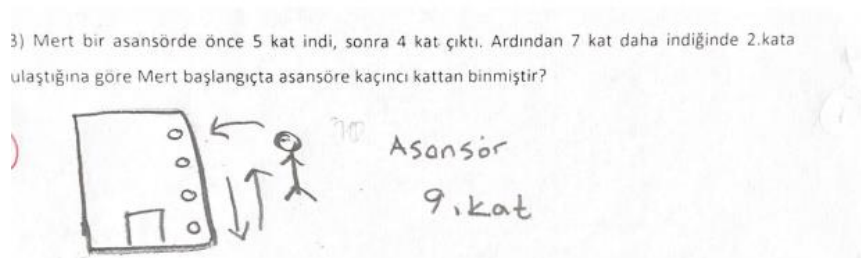 3) Mert bir asansörde önce 5 kat indi, sonra 4 kat çıktı. Ardından 7 kat daha indiğinde 2.kata
ulaştığına göre Mert başlangıçta asansöre kaçıncı kattan binmiştir?
Asansör
9.kat